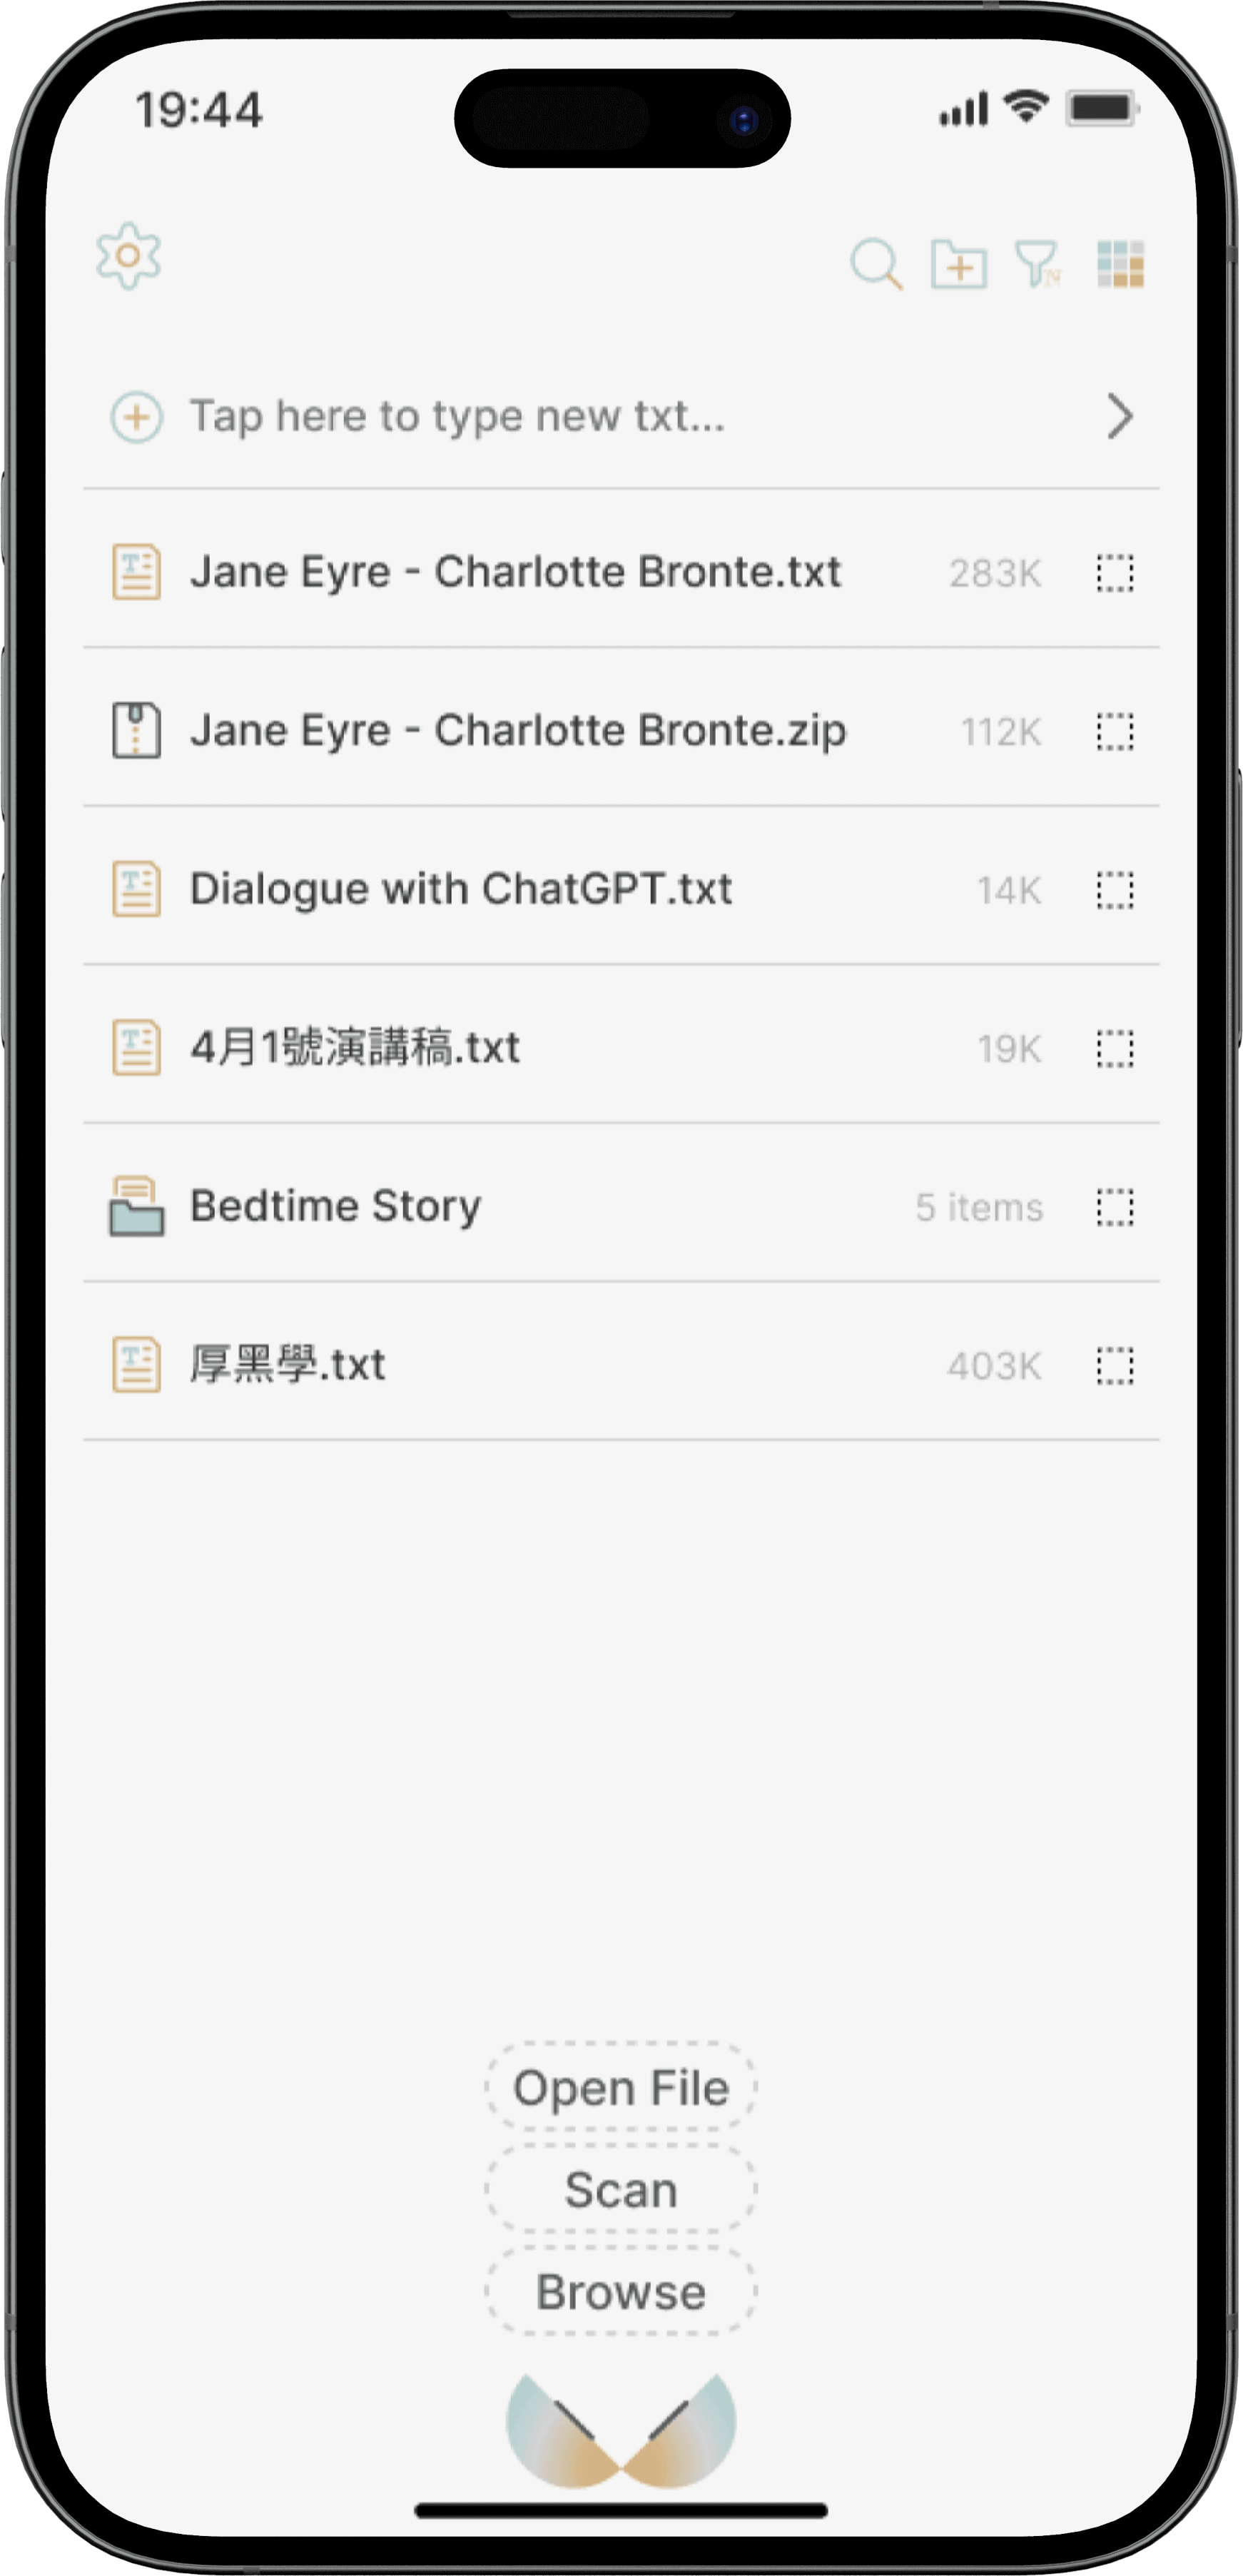 19:44
N
Tap here to type new txt...
Jane Eyre - Charlotte Bronte.txt 283K
Jane Eyre - Charlotte Bronte.zip 112K
Dialogue with ChatGPT.txt 14K
4月1號演講稿.txt 19K
Bedtime Story 5 items
厚黑學.txt 403K
Open File
Scan
Browse